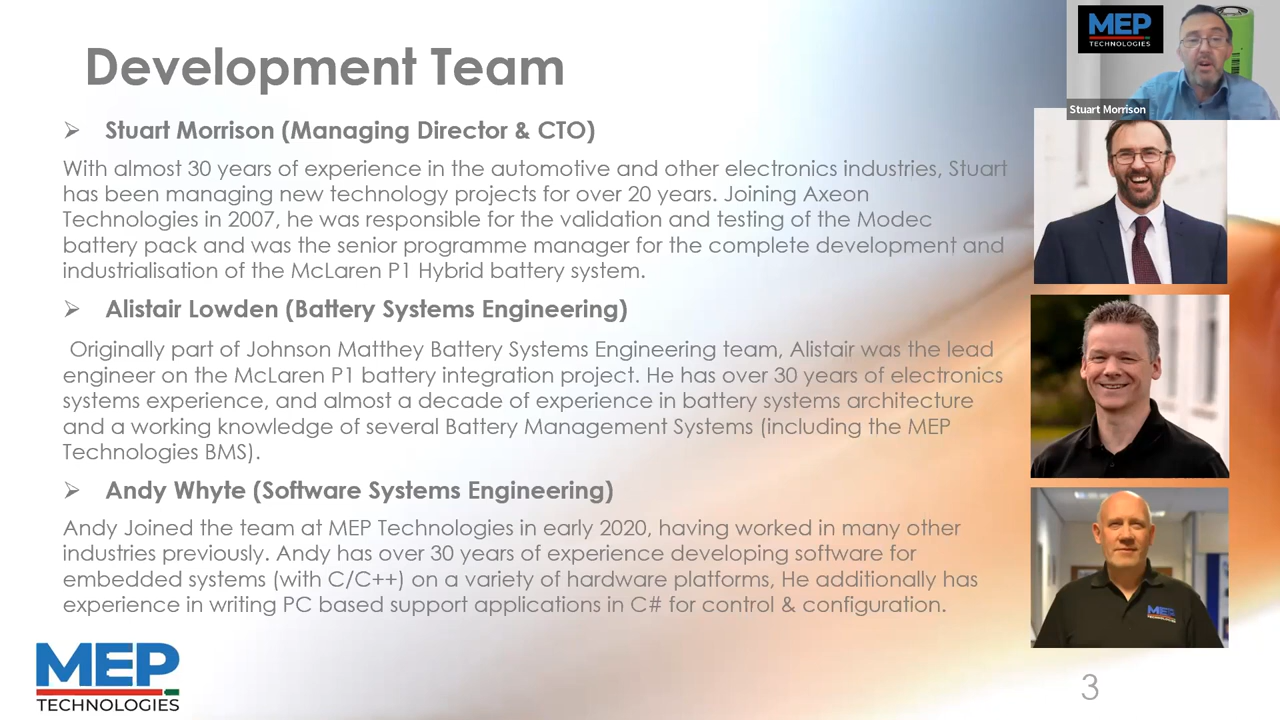 Development Team
MEP
TECHNOLOGIES
Stuart Morrison
Stuart Morrison (Managing Director & CTO)
With almost 30 years of experience in the automotive and other electronics industries, Stuart
has been managing new technology projects for over 20 years. Joining Axeon
Technologies in 2007, he was responsible for the validation and testing of the Modec
battery pack and was the senior programme manager for the complete development and
industrialisation of the McLaren P1 Hybrid battery system.
Alistair Lowden (Battery Systems Engineering)
Originally part of Johnson Matthey Battery Systems Engineering team, Alistair was the lead
engineer on the McLaren P1 battery integration project. He has over 30 years of electronics
systems experience, and almost a decade of experience in battery systems architecture
and a working knowledge of several Battery Management Systems (including the MEP
Technologies BMS).
Andy Whyte (Software Systems Engineering)
Andy Joined the team at MEP Technologies in early 2020, having worked in many other
industries previously. Andy has over 30 years of experience developing software for
embedded systems (with C/C++) on a variety of hardware platforms, He additionally has
experience in writing PC based support applications in C# for control & configuration.
MEP
TECHNOLOGIES
MEP
TECHNOLOGIES
3